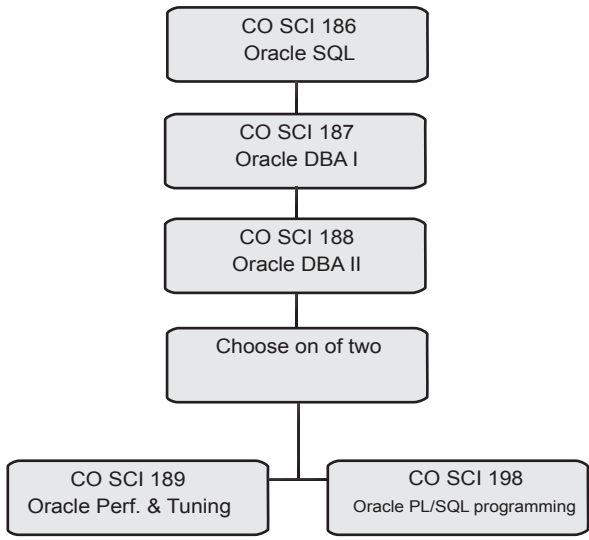 CO SCI 186
Oracle SQL
CO SCI 187
Oracle DBA I
CO SCI 188
Oracle DBA II
Choose on of two
CO SCI 189
Oracle Perf. & Tuning
CO SCI 198
Oracle PL/SQL programming